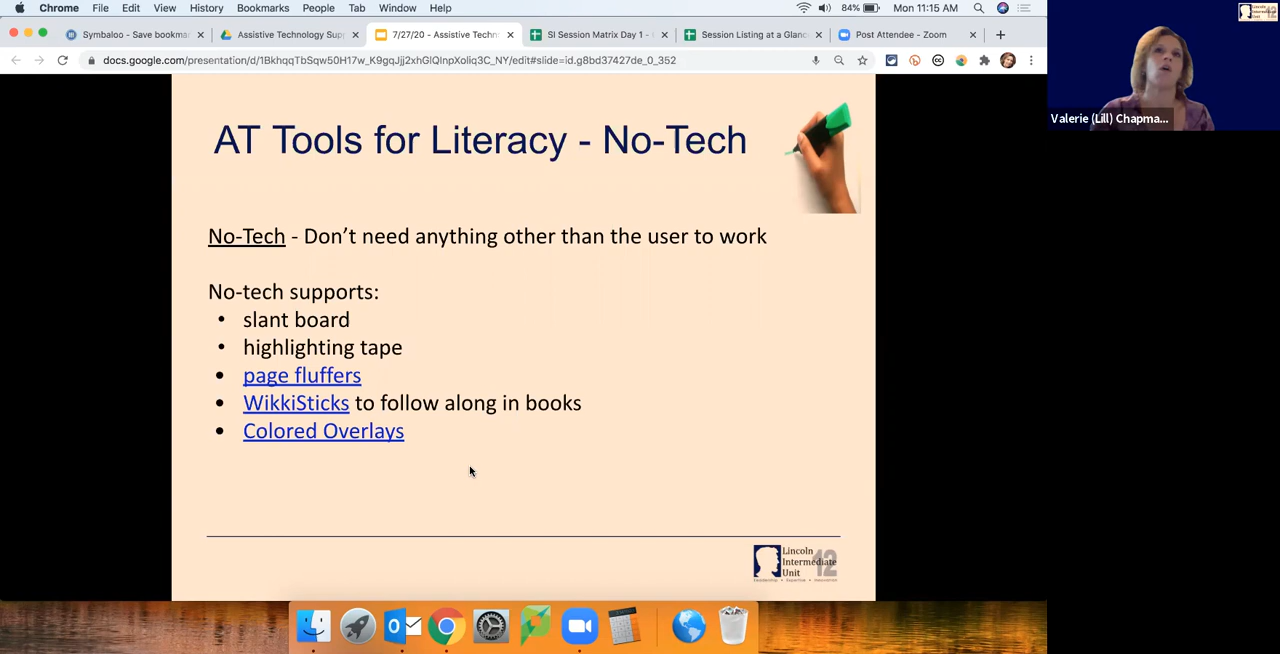 Chrome File Edit View History Bookmarks People Tab Window Help 84% Mon 11:15 AM
Symbaloo - Save bookma
Assistive Technology Sup
7/27/20 - Assistive Techn
SI Session Matrix Day 1 -
Session Listing at a Glanc
Post Attendee - Zoom
docs.google.com/presentation/d/1BkhqqTbSqw50H17w_K9gqJjj2xhGlQlnpXoliq3C_NY/edit#slide=id.g8bd37427de_0_352
Valerie (Lill) Chapma...
AT Tools for Literacy - No-Tech
No-Tech - Don’t need anything other than the user to work
No-tech supports:
• slant board
• highlighting tape
• page fluffers
• WikkiSticks to follow along in books
• Colored Overlays
Lincoln
Intermediate
Unit
12